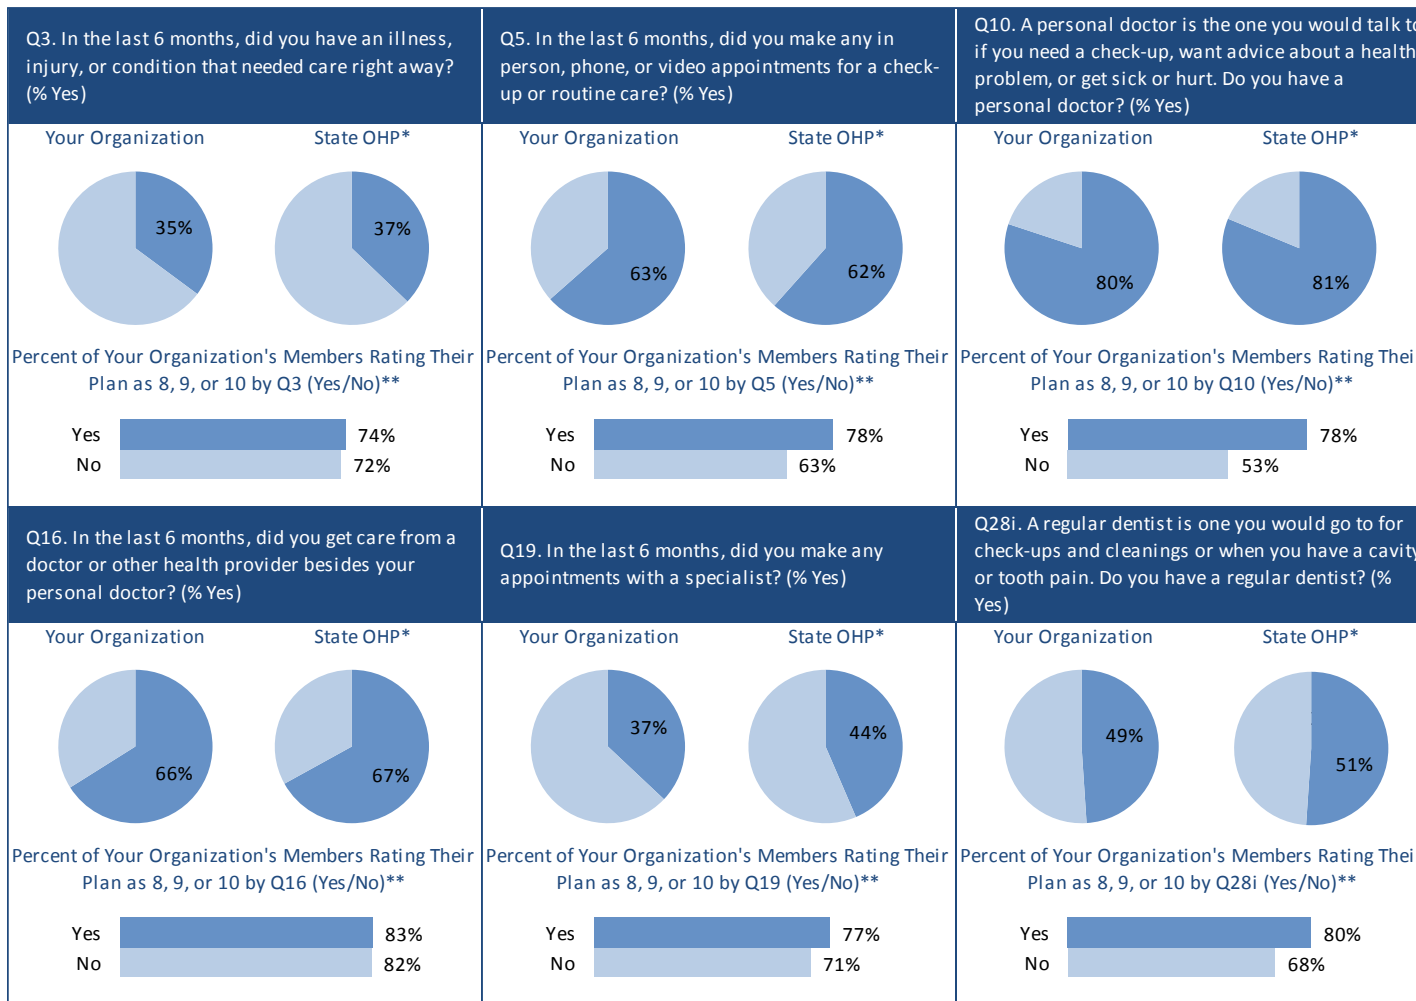 Q3. In the last 6 months, did you have an illness,
injury, or condition that needed care right away?
(% Yes)
Q5. In the last 6 months, did you make any in
person, phone, or video appointments for a check-
up or routine care? (% Yes)
Q10. A personal doctor is the one you would talk to
if you need a check-up, want advice about a health
problem, or get sick or hurt. Do you have a
personal doctor? (% Yes)
Your Organization
State OHP*
35%
37%
Your Organization
State OHP*
63%
62%
Your Organization
State OHP*
80%
81%
Percent of Your Organization's Members Rating Their
Plan as 8, 9, or 10 by Q3 (Yes/No)**
Yes 74%
No 72%
Percent of Your Organization's Members Rating Their
Plan as 8, 9, or 10 by Q5 (Yes/No)**
Yes 78%
No 63%
Percent of Your Organization's Members Rating Thei
Plan as 8, 9, or 10 by Q10 (Yes/No)**
Yes 78%
No 53%
Q16. In the last 6 months, did you get care from a
doctor or other health provider besides your
personal doctor? (% Yes)
Q19. In the last 6 months, did you make any
appointments with a specialist? (% Yes)
Q28i. A regular dentist is one you would go to for
check-ups and cleanings or when you have a cavity
or tooth pain. Do you have a regular dentist? (%
Yes)
Your Organization
State OHP*
66%
67%
Your Organization
State OHP*
37%
44%
Your Organization
State OHP*
49%
51%
Percent of Your Organization's Members Rating Their
Plan as 8, 9, or 10 by Q16 (Yes/No)**
Yes 83%
No 82%
Percent of Your Organization's Members Rating Their
Plan as 8, 9, or 10 by Q19 (Yes/No)**
Yes 77%
No 71%
Percent of Your Organization's Members Rating Thei
Plan as 8, 9, or 10 by Q28i (Yes/No)**
Yes 80%
No 68%